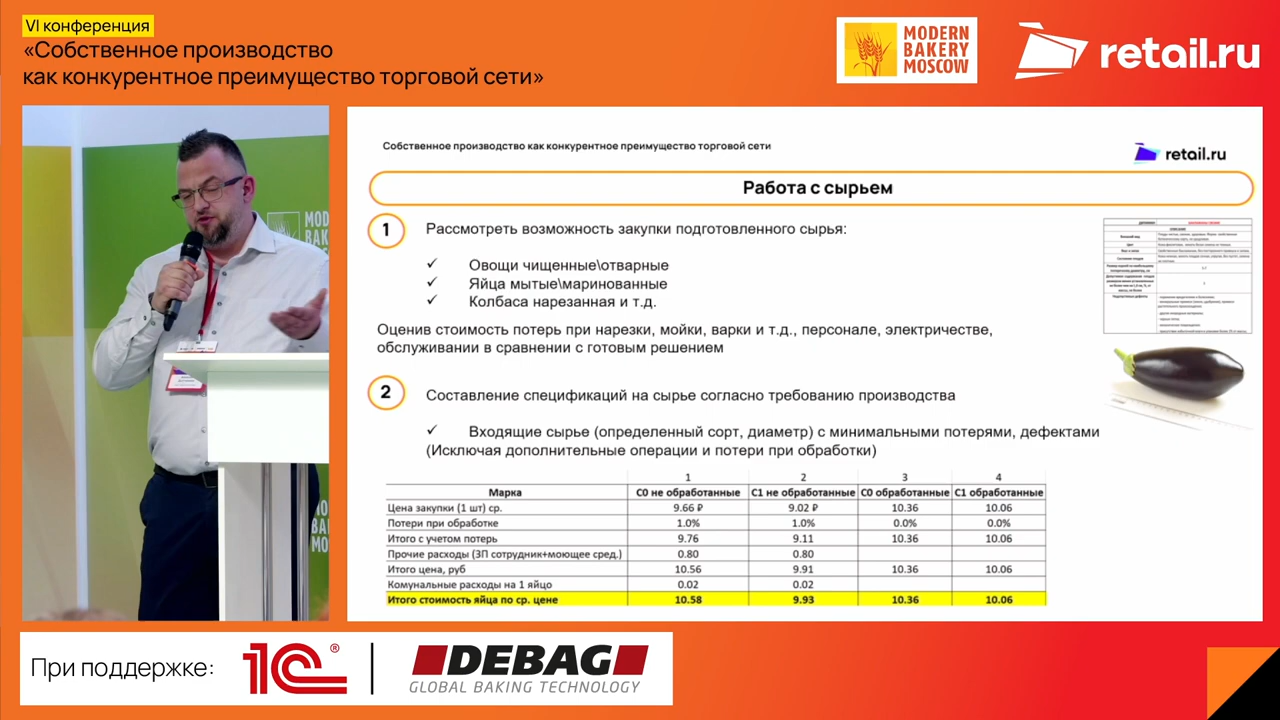 VI конференция
«Собственное производство
как конкурентное преимущество торговой сети»
MODERN
BAKERY
MOSCOW
retail.ru
Собственное производство как конкурентное преимущество торговой сети
retail.ru
Работа с сырьем
1 Рассмотреть возможность закупки подготовленного сырья:
✓ Овощи чищенные\отварные
✓ Яйца мытые\маринованные
✓ Колбаса нарезанная и т.д.
Оценив стоимость потерь при нарезки, мойки, варки и т.д., персонале, электричестве,
обслуживании в сравнении с готовым решением
2 Составление спецификаций на сырье согласно требованию производства
✓ Входящие сырье (определенный сорт, диаметр) с минимальными потерями, дефектами
(Исключая дополнительные операции и потери при обработки)
1 2 3 4
Марка С0 не обработанные С1 не обработанные С0 обработанные С1 обработанные
Цена закупки (1 шт) ср. 9.66 ₽ 9.02 ₽ 10.36 10.06
Потери при обработке 1.0% 1.0% 0.0% 0.0%
Итого с учетом потерь 9.76 9.11 10.36 10.06
Прочие расходы (ЗП сотрудник+моющее сред.) 0.80 0.80
Итого цена, руб 10.56 9.91 10.36 10.06
Комунальные расходы на 1 яйцо 0.02 0.02
Итого стоимость яйца по ср. цене 10.58 9.93 10.36 10.06
При поддержке:
1С®
DEBAG
GLOBAL BAKING TECHNOLOGY